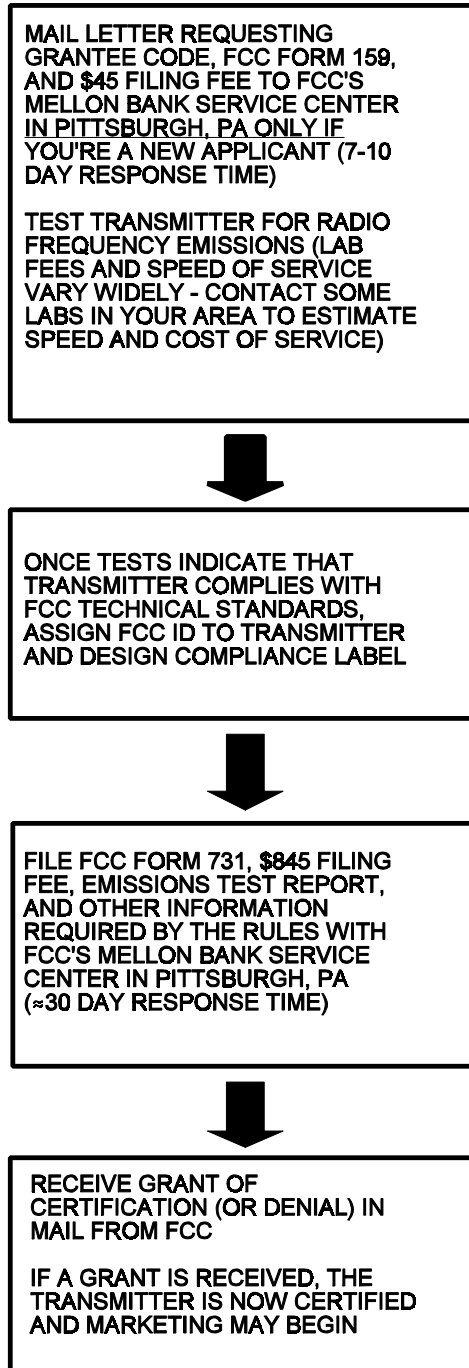 MAIL LETTER REQUESTING
GRANTEE CODE, FCC FORM 159,
AND $45 FILING FEE TO FCC'S
MELLON BANK SERVICE CENTER
IN PITTSBURGH, PA ONLY IF
YOU'RE A NEW APPLICANT (7-10
DAY RESPONSE TIME)
TEST TRANSMITTER FOR RADIO
FREQUENCY EMISSIONS (LAB
FEES AND SPEED OF SERVICE
VARY WIDELY - CONTACT SOME
LABS IN YOUR AREA TO ESTIMATE
SPEED AND COST OF SERVICE)
ONCE TESTS INDICATE THAT
TRANSMITTER COMPLIES WITH
FCC TECHNICAL STANDARDS,
ASSIGN FCC ID TO TRANSMITTER
AND DESIGN COMPLIANCE LABEL
FILE FCC FORM 731, $845 FILING
FEE, EMISSIONS TEST REPORT,
AND OTHER INFORMATION
REQUIRED BY THE RULES WITH
FCC'S MELLON BANK SERVICE
CENTER IN PITTSBURGH, PA
(≈30 DAY RESPONSE TIME)
RECEIVE GRANT OF
CERTIFICATION (OR DENIAL) IN
MAIL FROM FCC
IF A GRANT IS RECEIVED, THE
TRANSMITTER IS NOW CERTIFIED
AND MARKETING MAY BEGIN